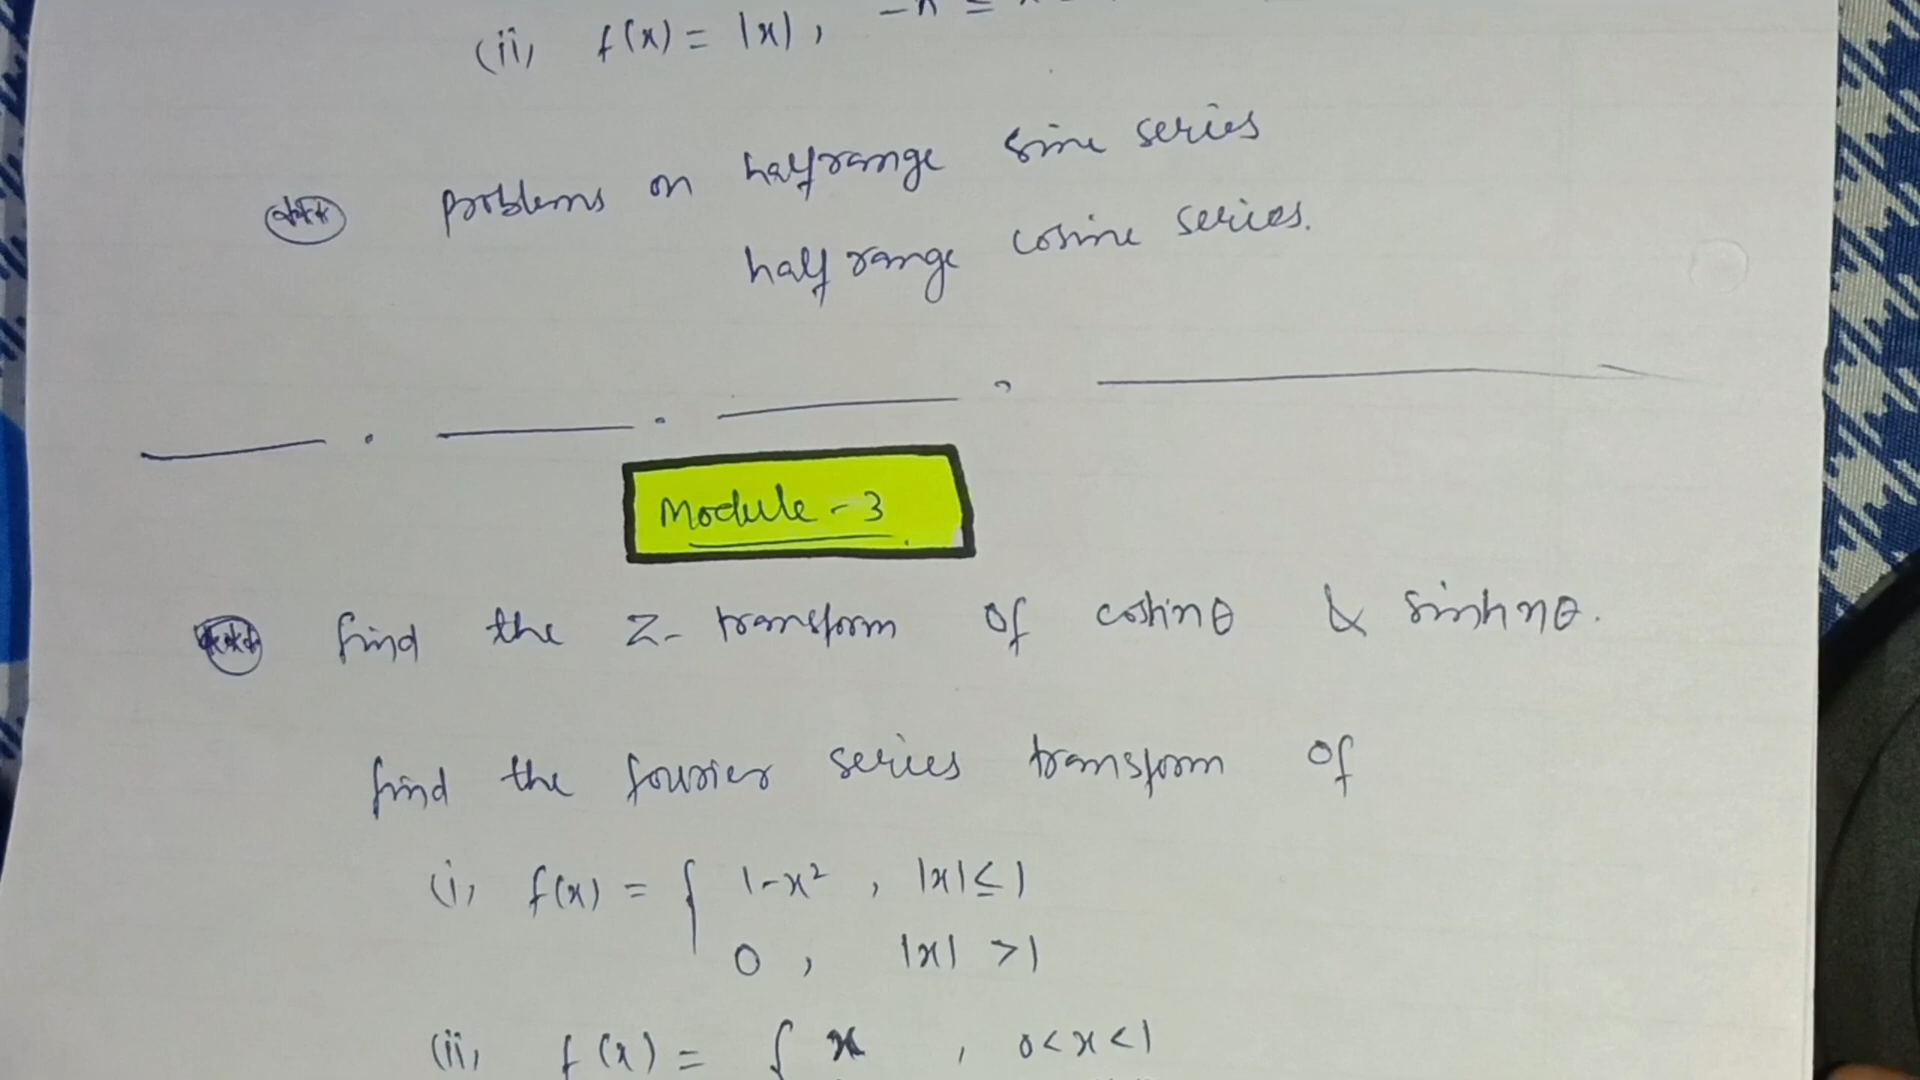 (ii) f(x) = |x| ,
*** problems on halfrange sine series
half range cosine series.
Module - 3
**** find the Z- transform of coshnθ & sinhnθ.
find the fourier series transform of
(i) f(x) = { 1-x² , |x|≤1
0 , |x| >1
(ii) f(x) = { x , 0<x<1